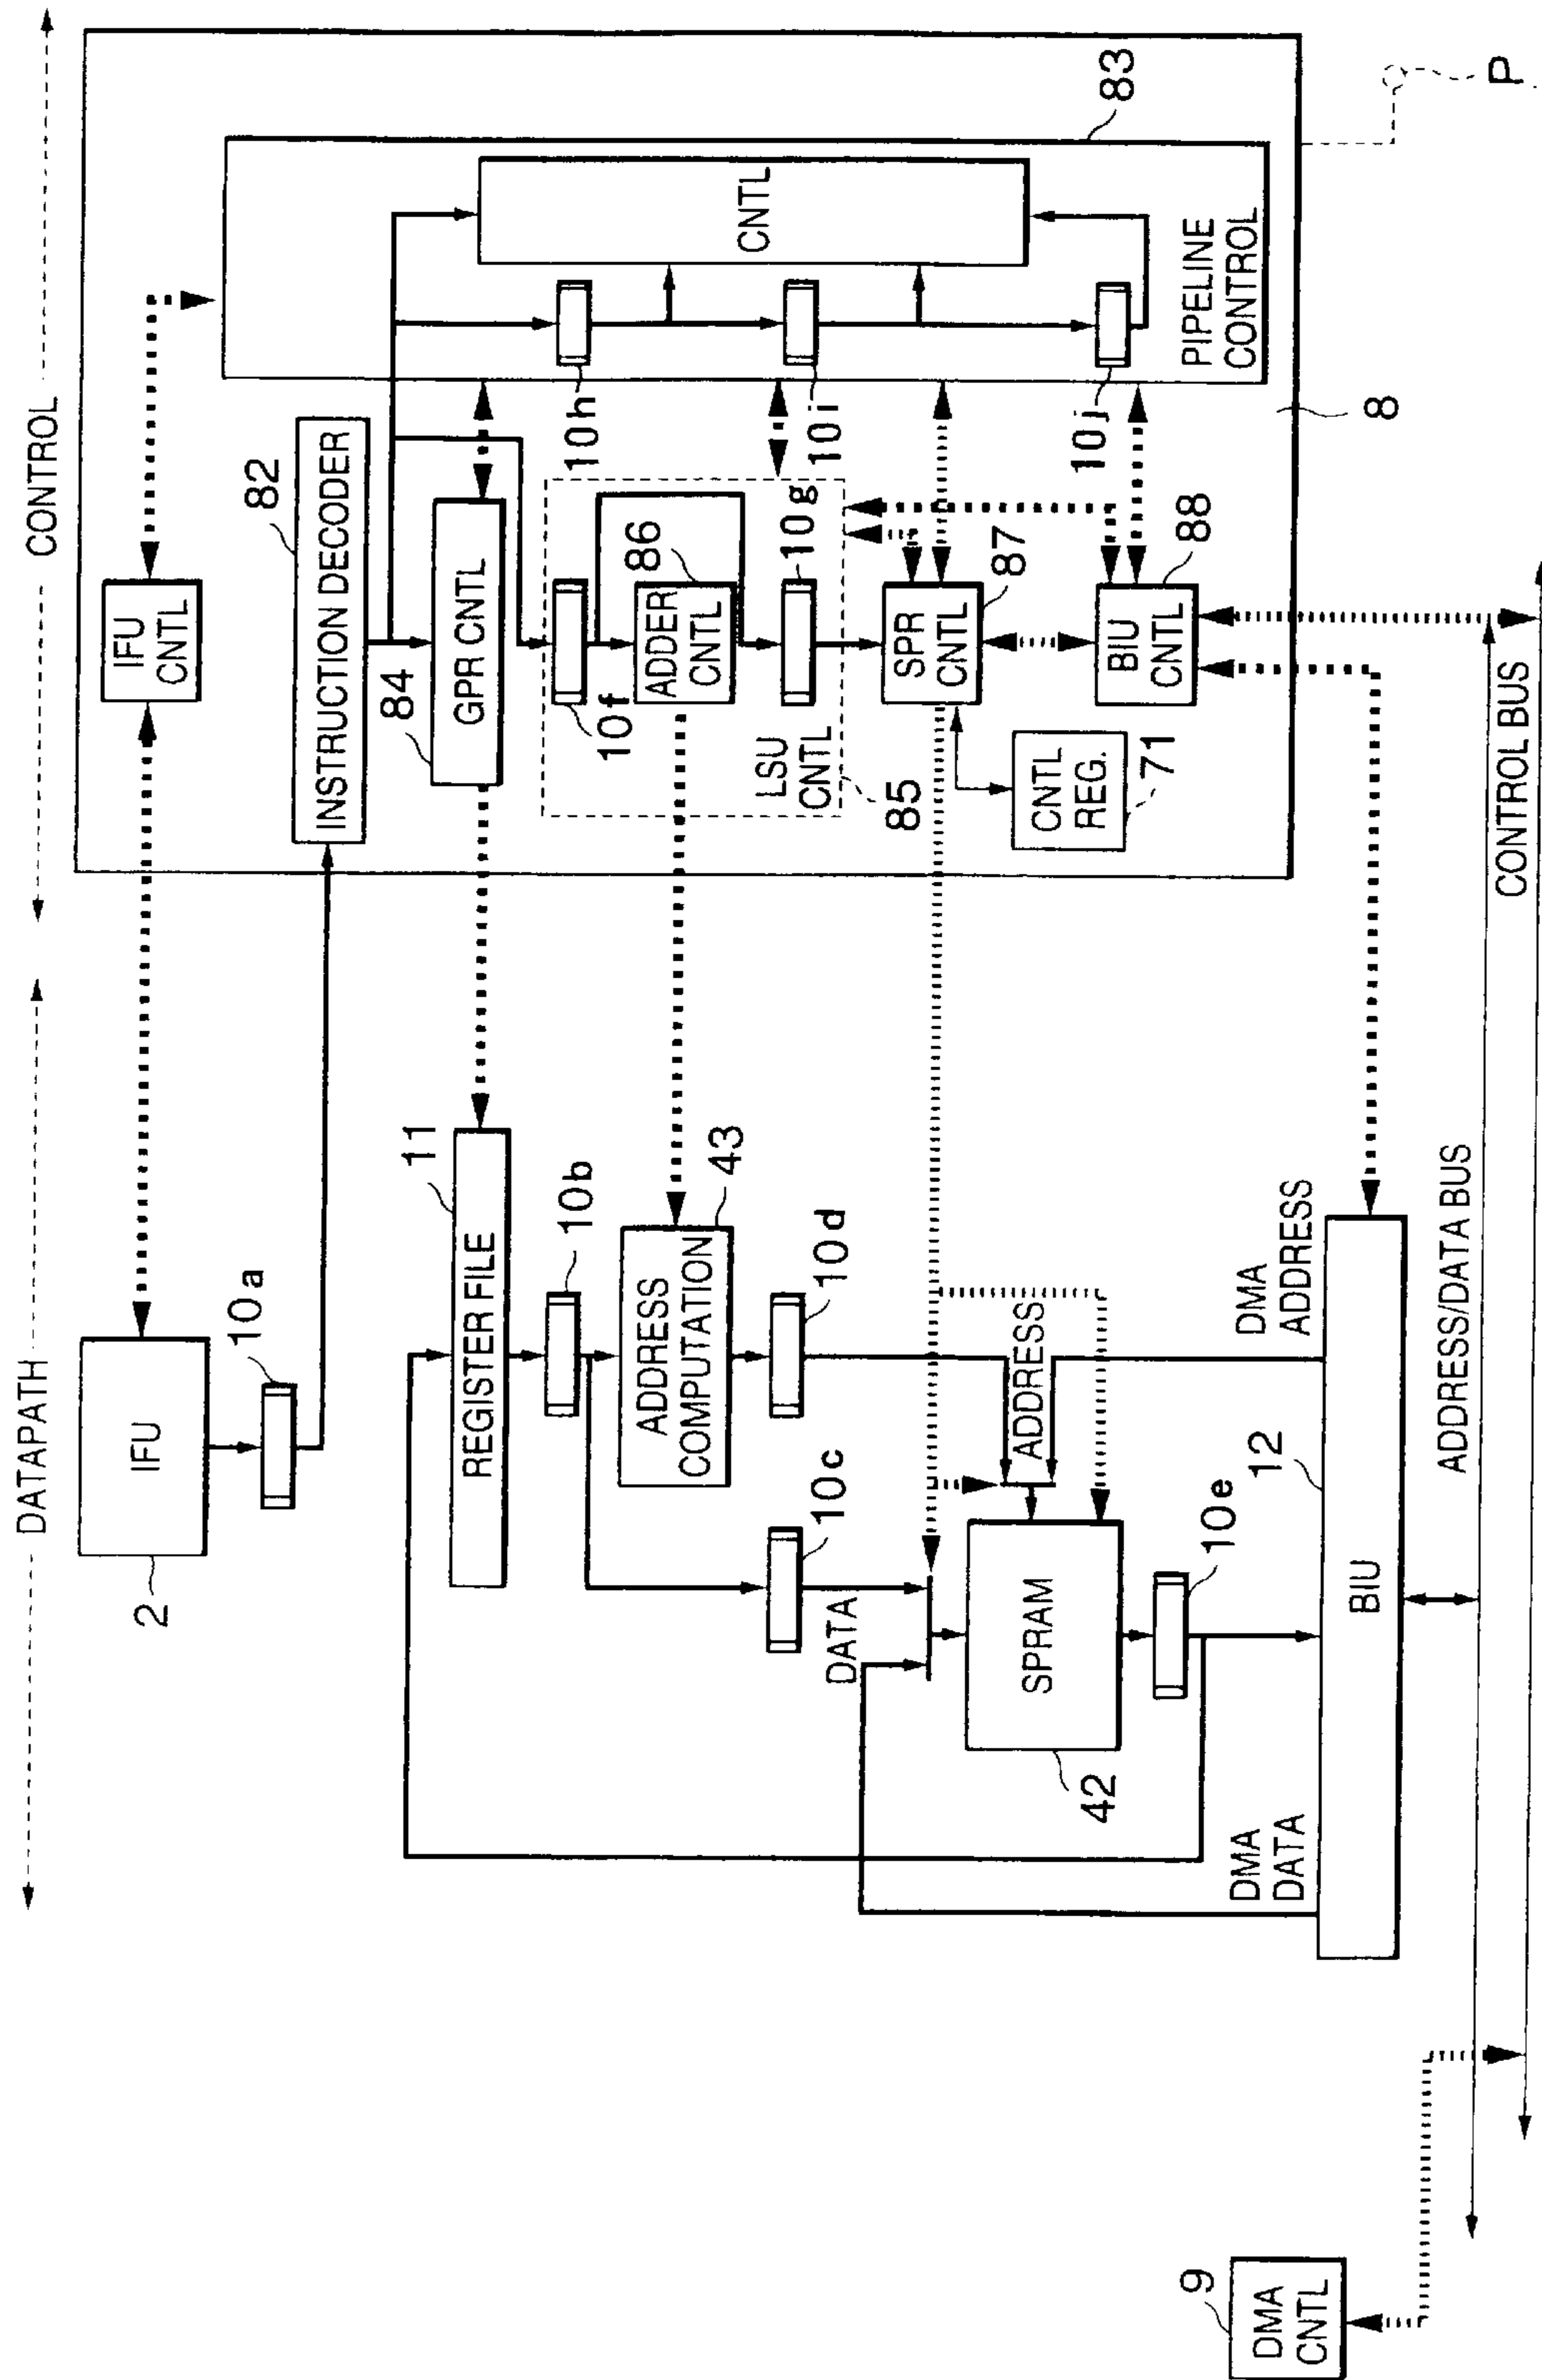 DATAPATH
CONTROL
IFU
2
10a
IFU
CNTL
82
INSTRUCTION DECODER
11
REGISTER FILE
84
GPR CNTL
10b
10f
10h
ADDRESS
COMPUTATION
43
ADDER
CNTL
86
LSU
CNTL
85
10c
10d
10g
10i
CNTL
83
DATA
ADDRESS
SPR
CNTL
87
SPRAM
42
CNTL
REG.
71
10e
10j
BIU
CNTL
88
PIPELINE
CONTROL
DMA
DATA
DMA
ADDRESS
8
BIU
12
P
ADDRESS/DATA BUS
CONTROL BUS
9
DMA
CNTL